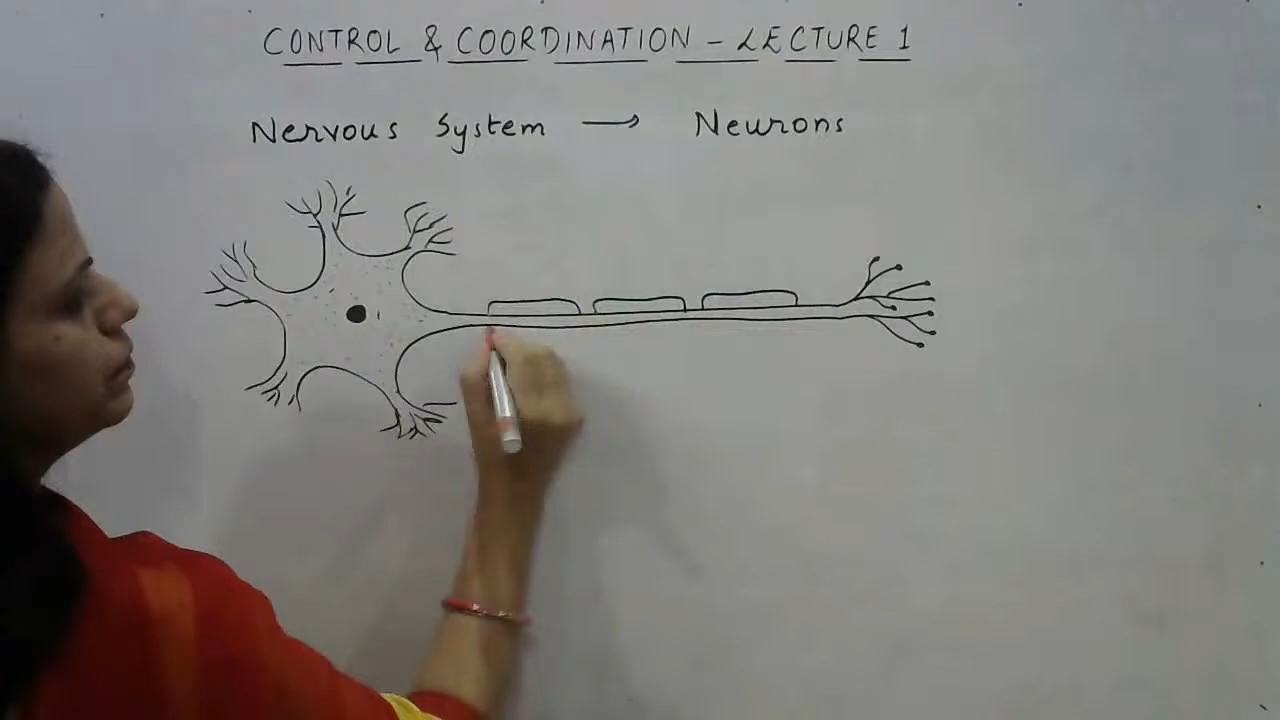 CONTROL & COORDINATION - LECTURE 1
Nervous System → Neurons